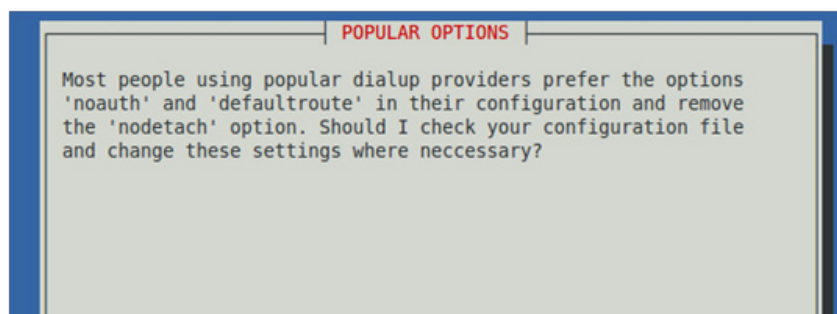 POPULAR OPTIONS
Most people using popular dialup providers prefer the options
'noauth' and 'defaultroute' in their configuration and remove
the 'nodetach' option. Should I check your configuration file
and change these settings where neccessary?